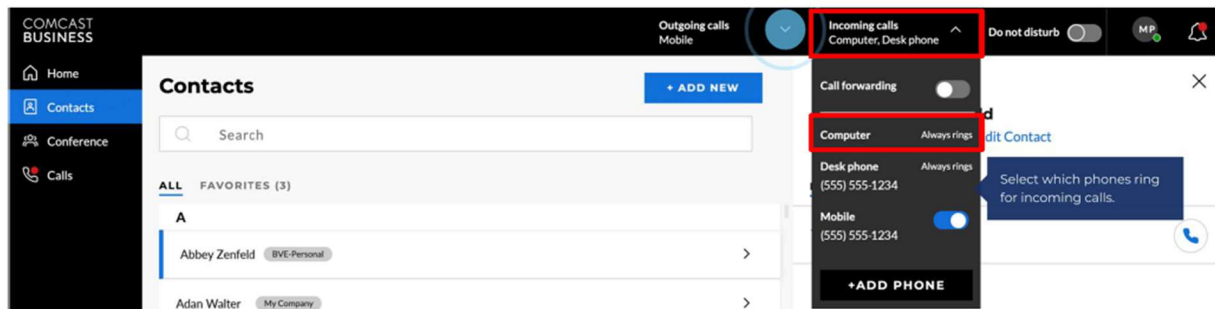 COMCAST
BUSINESS
Outgoing calls
Mobile
Incoming calls
Computer, Desk phone
Do not disturb
MP
Home
Contacts
Conference
Calls
Contacts
+ ADD NEW
Search
ALL FAVORITES (3)
A
Abbey Zenfeld BVE-Personal
Adan Walter My Company
Call forwarding
Computer Always rings
Desk phone Always rings
(555) 555-1234
Mobile
(555) 555-1234
+ADD PHONE
d
dit Contact
Select which phones ring
for incoming calls.